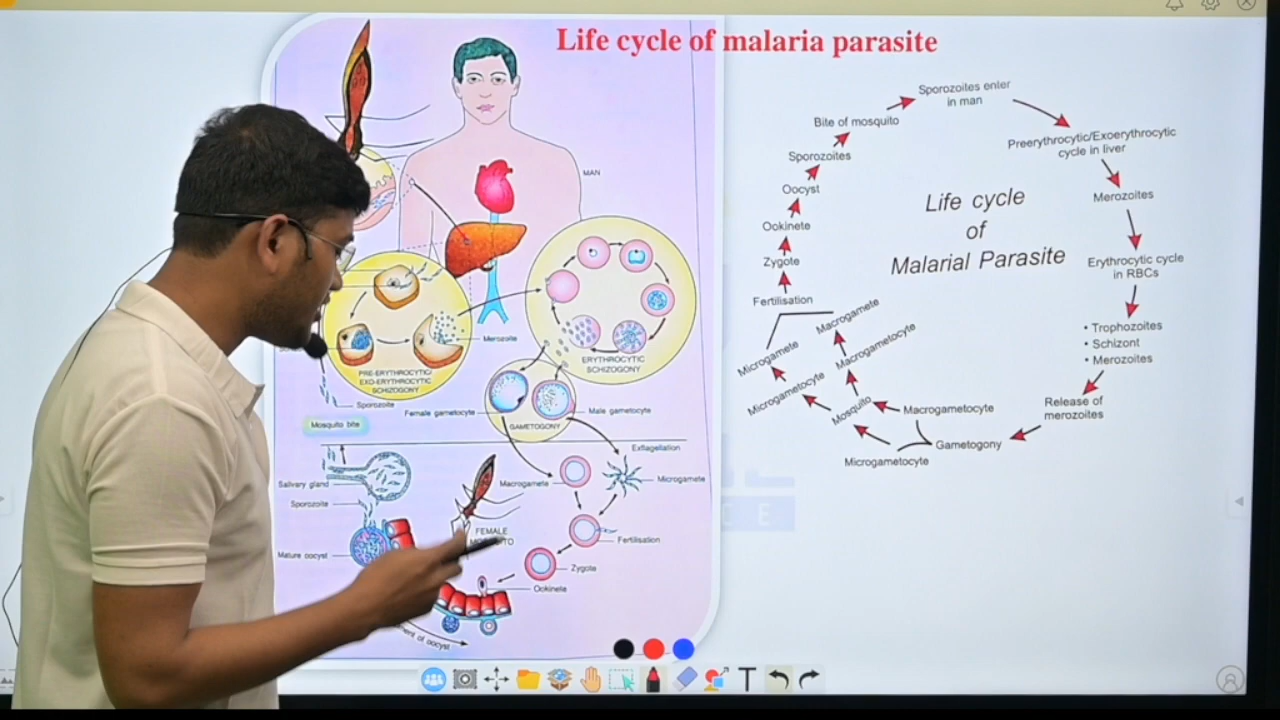 Life cycle of malaria parasite
MAN
PRE-ERYTHROCYTIC/
EXO-ERYTHROCYTIC
SCHIZOGONY
Merozoite
ERYTHROCYTIC
SCHIZOGONY
Sporozoite
Female gametocyte
Male gametocyte
GAMETOGONY
Mosquito bite
Exflagellation
Salivary gland
Macrogamete
Microgamete
Sporozoite
FEMALE
Fertilisation
Mature oocyst
Zygote
Ookinete
of oocyst
Sporozoites enter
in man
Bite of mosquito
Preerythrocytic/Exoerythrocytic
cycle in liver
Sporozoites
Oocyst
Merozoites
Life cycle
of
Malarial Parasite
Ookinete
Zygote
Erythrocytic cycle
in RBCs
Fertilisation
Macrogamete
• Trophozoites
• Schizont
• Merozoites
Microgamete
Macrogametocyte
Microgametocyte
Mosquito
Macrogametocyte
Release of
merozoites
Gametogony
Microgametocyte
C E
T